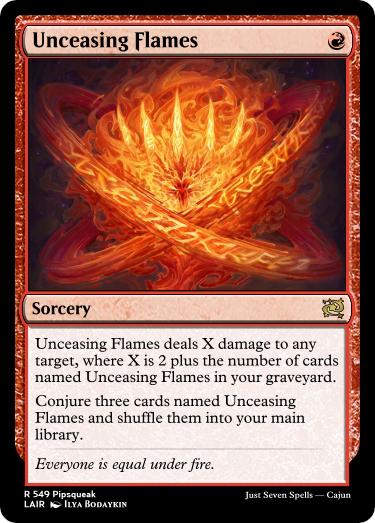 Unceasing Flames
Sorcery
Unceasing Flames deals X damage to any
target, where X is 2 plus the number of cards
named Unceasing Flames in your graveyard.
Conjure three cards named Unceasing
Flames and shuffle them into your main
library.
Everyone is equal under fire.
R 549 Pipsqueak
Just Seven Spells — Cajun
LAIR Ilya Bodaykin